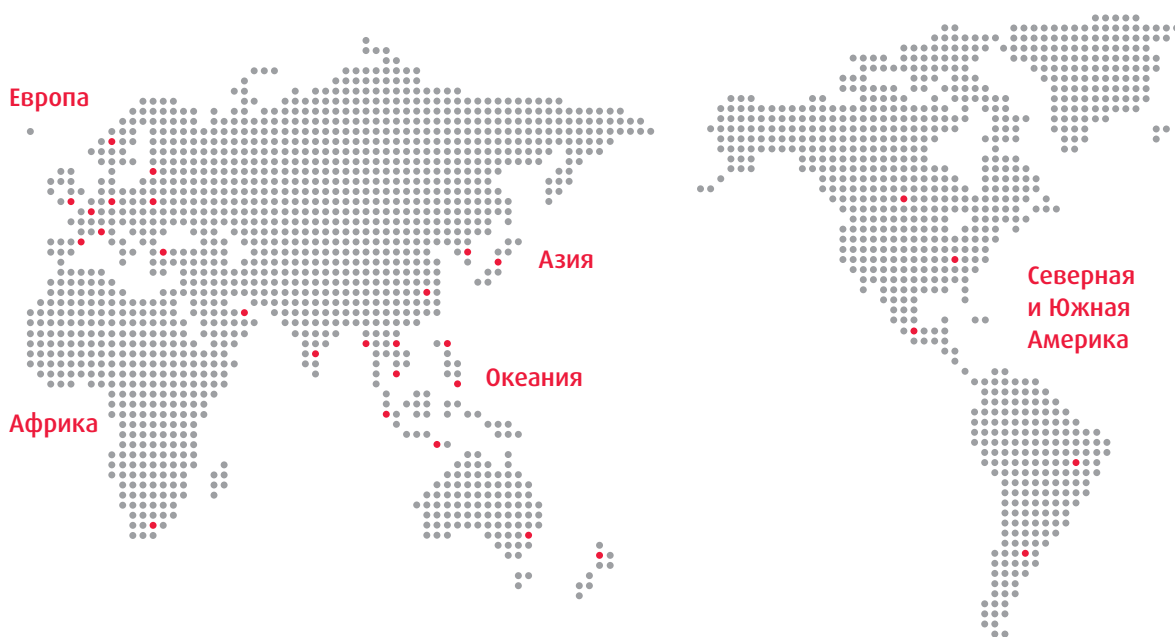 Европа
Азия
Северная
и Южная
Америка
Океания
Африка